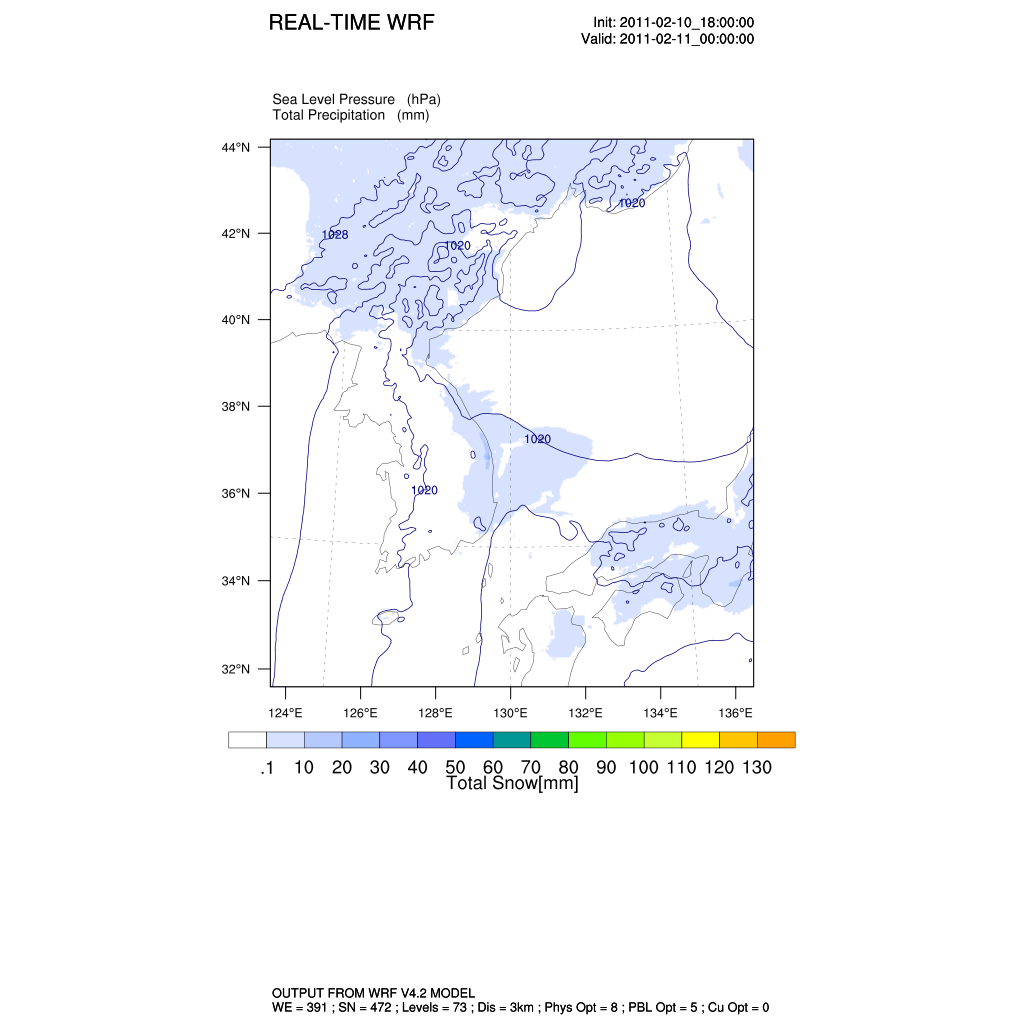 REAL-TIME WRF
Init: 2011-02-10_18:00:00
Valid: 2011-02-11_00:00:00
Sea Level Pressure (hPa)
Total Precipitation (mm)
44°N
42°N
40°N
38°N
36°N
34°N
32°N
1020
1028
1020
1020
1020
124°E 126°E 128°E 130°E 132°E 134°E 136°E
.1 10 20 30 40 50 60 70 80 90 100 110 120 130
Total Snow[mm]
OUTPUT FROM WRF V4.2 MODEL
WE = 391 ; SN = 472 ; Levels = 73 ; Dis = 3km ; Phys Opt = 8 ; PBL Opt = 5 ; Cu Opt = 0